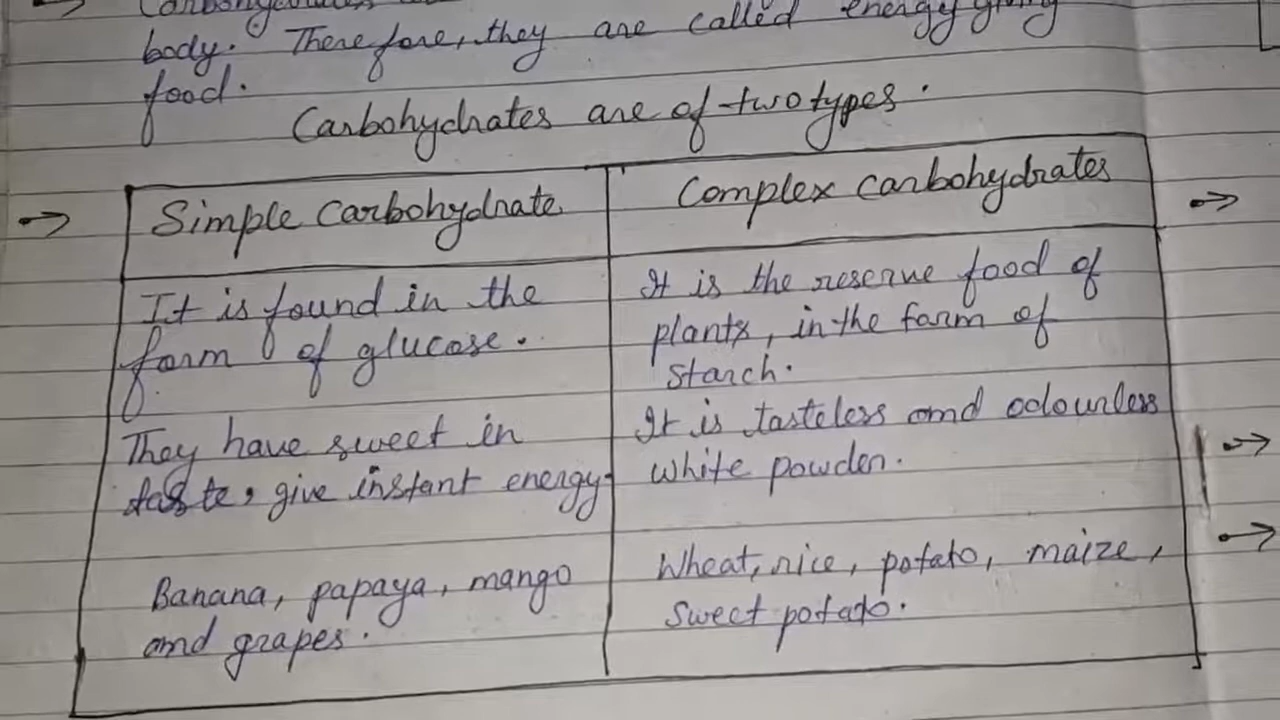 Carbohydrates
body. Therefore, they are called energy giving
food.
Carbohydrates are of two types.
Simple Carbohydrate
It is found in the
form of glucose.
They have sweet in
taste, give instant energy.
Banana, papaya, mango
and grapes.
Complex Carbohydrates
It is the reserve food of
plants, in the form of
starch.
It is tasteless and odourless
white powder.
Wheat, rice, potato, maize,
sweet potato.